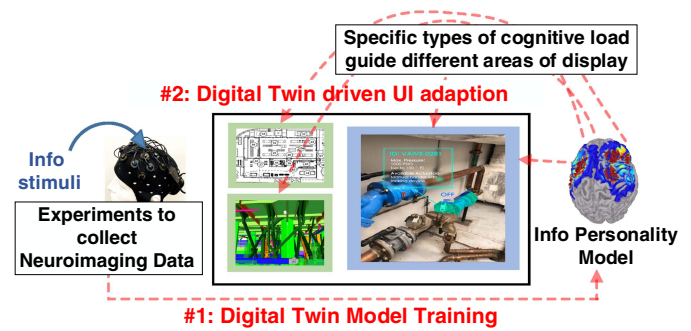 Specific types of cognitive load
guide different areas of display
#2: Digital Twin driven UI adaption
Info
stimuli
Experiments to
collect
Neuroimaging Data
OFF
Info Personality
Model
#1: Digital Twin Model Training